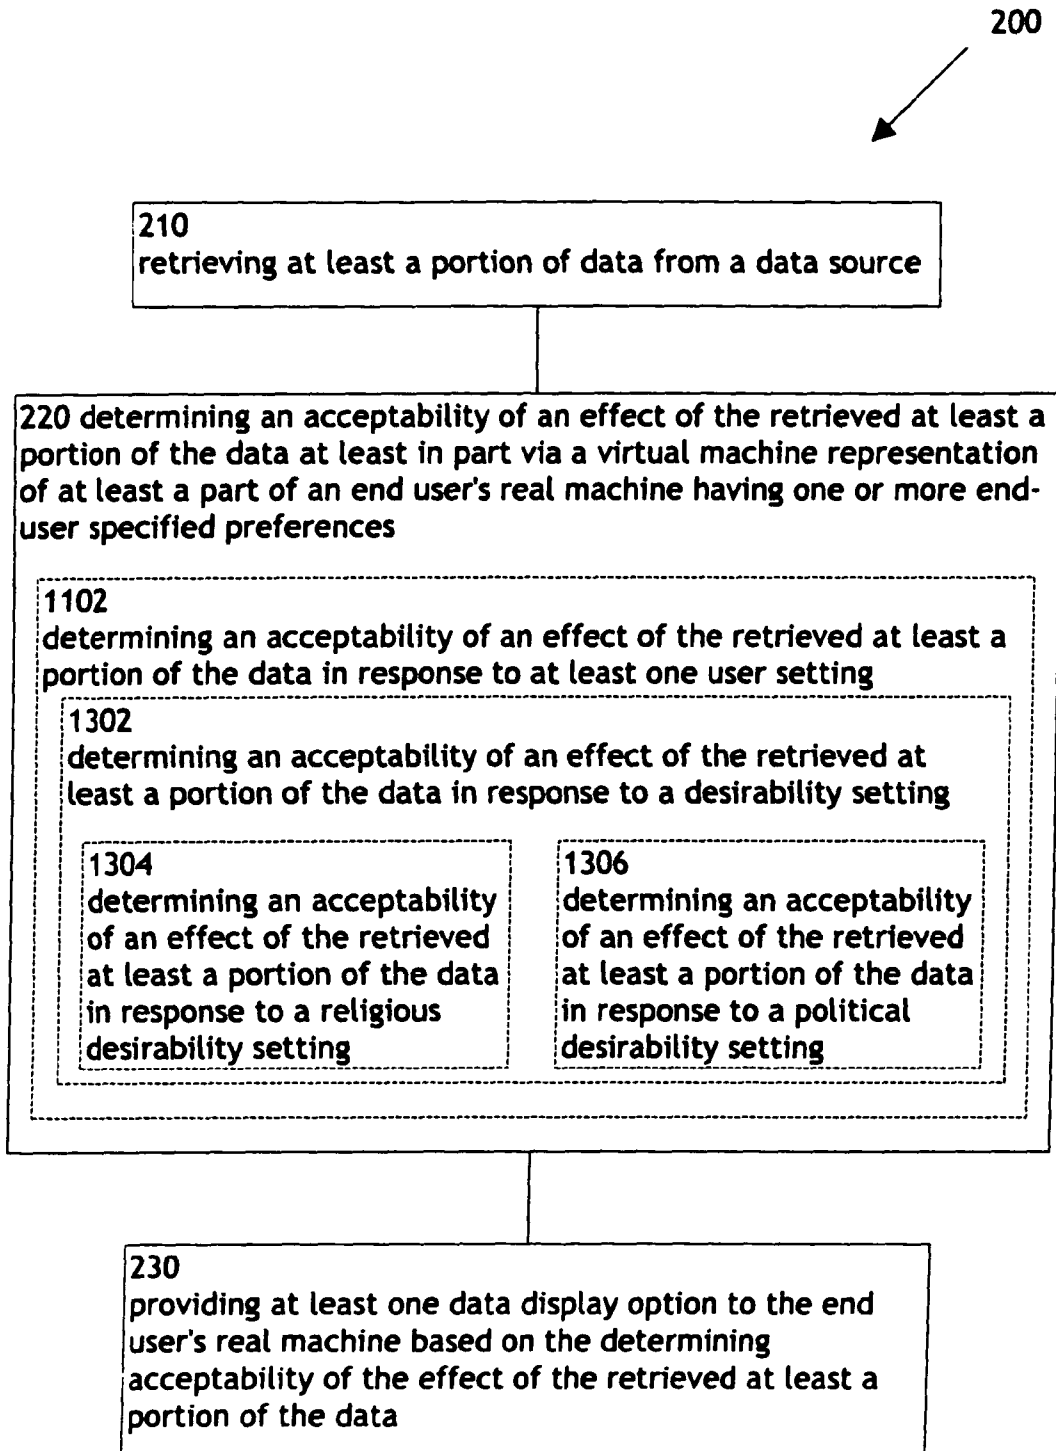 200
210
retrieving at least a portion of data from a data source
220 determining an acceptability of an effect of the retrieved at least a
portion of the data at least in part via a virtual machine representation
of at least a part of an end user's real machine having one or more end-
user specified preferences
1102
determining an acceptability of an effect of the retrieved at least a
portion of the data in response to at least one user setting
1302
determining an acceptability of an effect of the retrieved at
least a portion of the data in response to a desirability setting
1304
determining an acceptability
of an effect of the retrieved
at least a portion of the data
in response to a religious
desirability setting
1306
determining an acceptability
of an effect of the retrieved
at least a portion of the data
in response to a political
desirability setting
230
providing at least one data display option to the end
user's real machine based on the determining
acceptability of the effect of the retrieved at least a
portion of the data